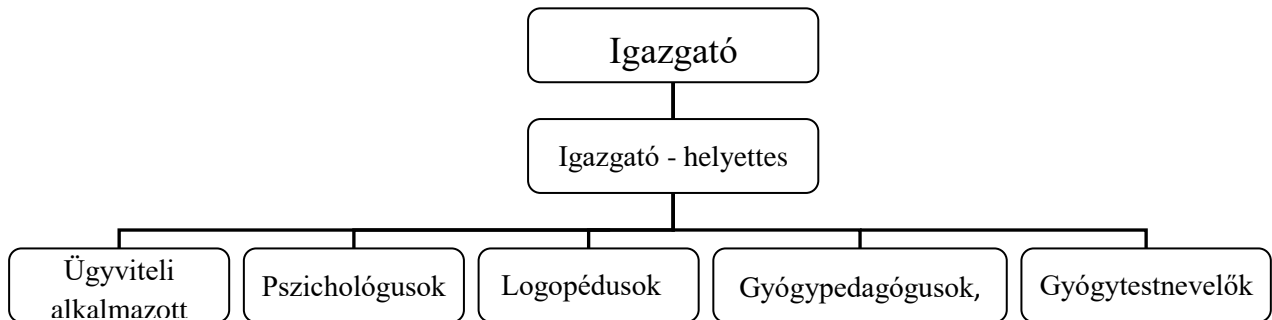 Igazgató
Igazgató - helyettes
Ügyviteli
alkalmazott
Pszichológusok
Logopédusok
Gyógypedagógusok,
Gyógytestnevelők